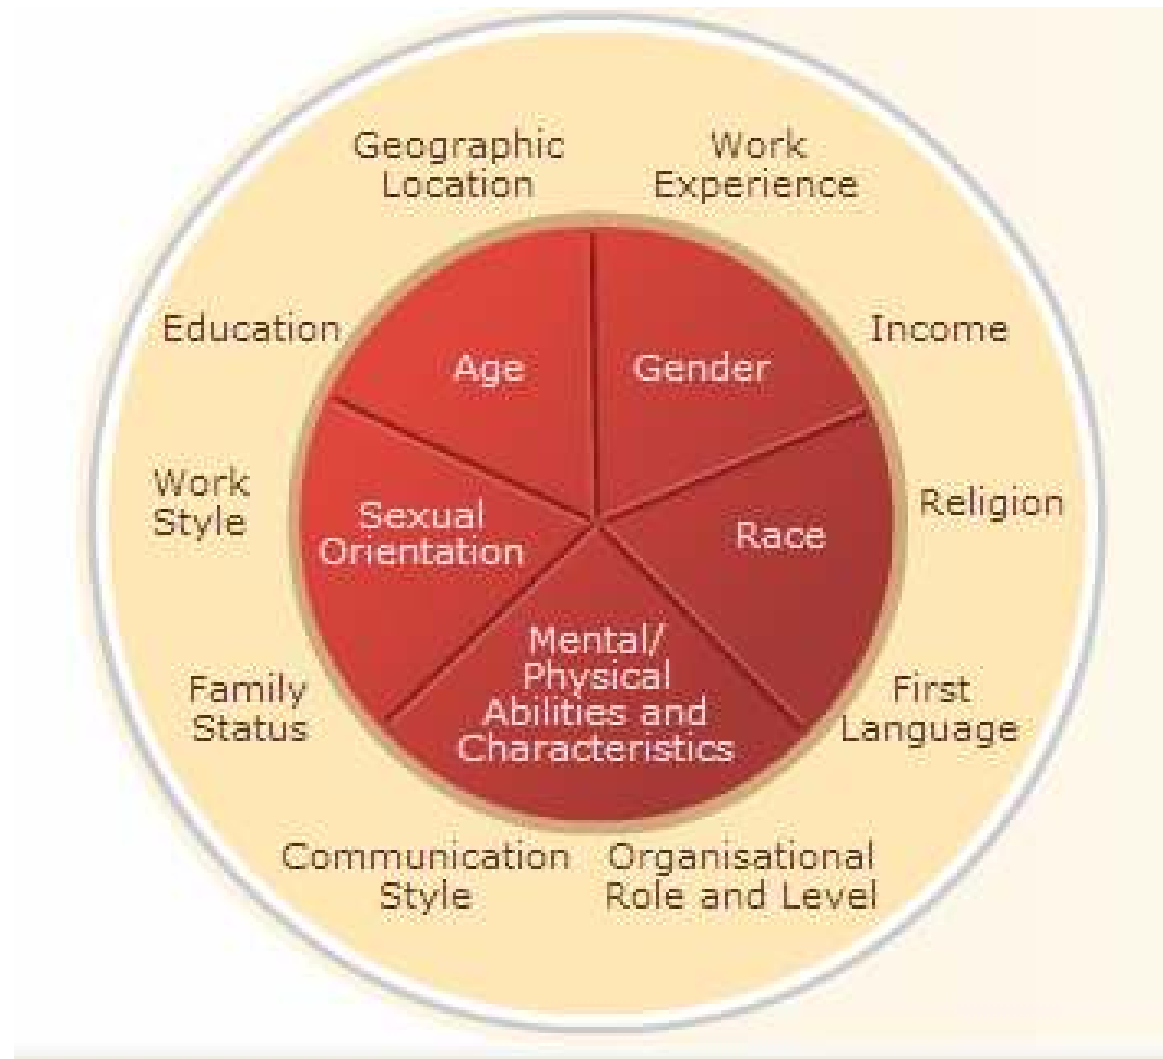 Geographic
Location
Work
Experience
Education
Income
Age
Gender
Work
Style
Religion
Sexual
Orientation
Race
Mental/
Physical
Abilities and
Characteristics
Family
Status
First
Language
Communication
Style
Organisational
Role and Level